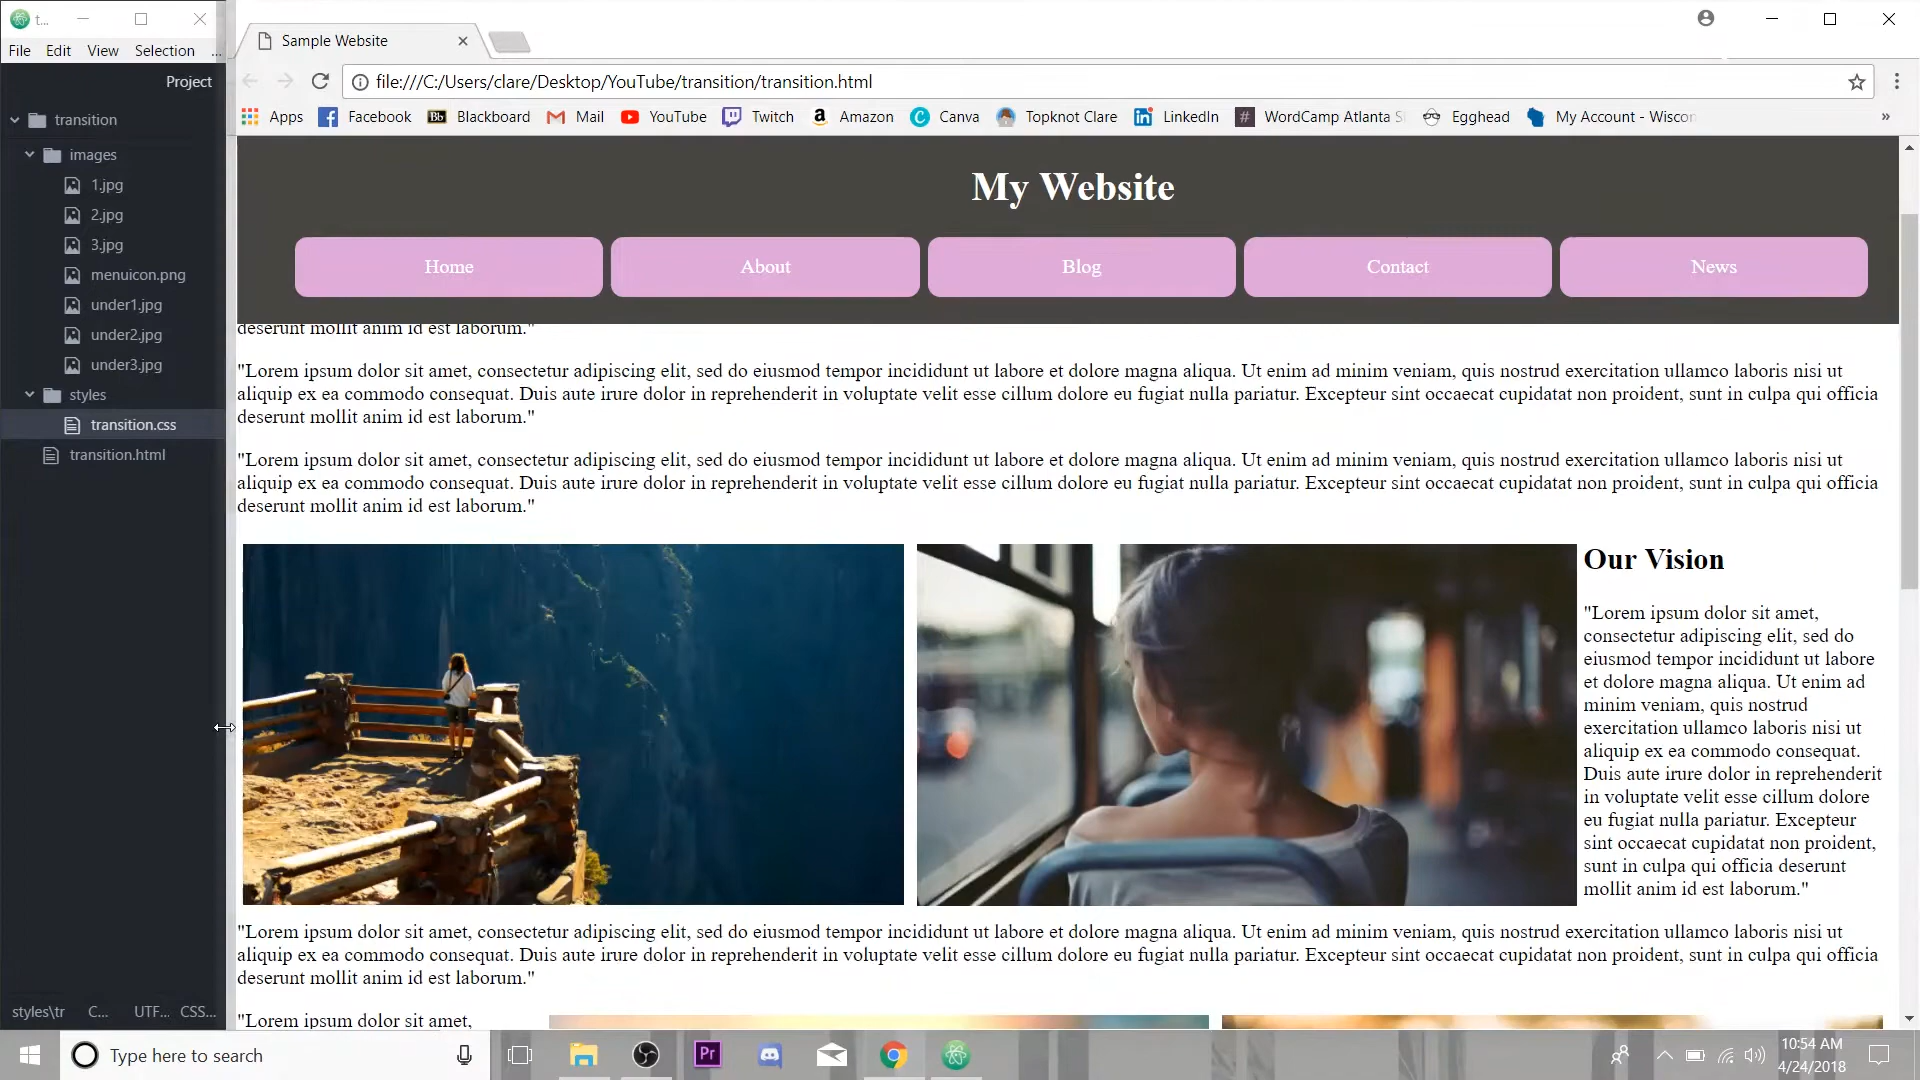 t...
File Edit View Selection ...
Project
transition
images
1.jpg
2.jpg
3.jpg
menuicon.png
under1.jpg
under2.jpg
under3.jpg
styles
transition.css
transition.html
styles\tr C... UTF... CSS...
Sample Website
file:///C:/Users/clare/Desktop/YouTube/transition/transition.html
Apps Facebook Bb Blackboard Mail YouTube Twitch Amazon Canva Topknot Clare LinkedIn # WordCamp Atlanta S Egghead My Account - Wiscon »
My Website
Home About Blog Contact News
deserunt mollit anim id est laborum."
"Lorem ipsum dolor sit amet, consectetur adipiscing elit, sed do eiusmod tempor incididunt ut labore et dolore magna aliqua. Ut enim ad minim veniam, quis nostrud exercitation ullamco laboris nisi ut
aliquip ex ea commodo consequat. Duis aute irure dolor in reprehenderit in voluptate velit esse cillum dolore eu fugiat nulla pariatur. Excepteur sint occaecat cupidatat non proident, sunt in culpa qui officia
deserunt mollit anim id est laborum."
"Lorem ipsum dolor sit amet, consectetur adipiscing elit, sed do eiusmod tempor incididunt ut labore et dolore magna aliqua. Ut enim ad minim veniam, quis nostrud exercitation ullamco laboris nisi ut
aliquip ex ea commodo consequat. Duis aute irure dolor in reprehenderit in voluptate velit esse cillum dolore eu fugiat nulla pariatur. Excepteur sint occaecat cupidatat non proident, sunt in culpa qui officia
deserunt mollit anim id est laborum."
Our Vision
"Lorem ipsum dolor sit amet,
consectetur adipiscing elit, sed do
eiusmod tempor incididunt ut labore
et dolore magna aliqua. Ut enim ad
minim veniam, quis nostrud
exercitation ullamco laboris nisi ut
aliquip ex ea commodo consequat.
Duis aute irure dolor in reprehenderit
in voluptate velit esse cillum dolore
eu fugiat nulla pariatur. Excepteur
sint occaecat cupidatat non proident,
sunt in culpa qui officia deserunt
mollit anim id est laborum."
"Lorem ipsum dolor sit amet, consectetur adipiscing elit, sed do eiusmod tempor incididunt ut labore et dolore magna aliqua. Ut enim ad minim veniam, quis nostrud exercitation ullamco laboris nisi ut
aliquip ex ea commodo consequat. Duis aute irure dolor in reprehenderit in voluptate velit esse cillum dolore eu fugiat nulla pariatur. Excepteur sint occaecat cupidatat non proident, sunt in culpa qui officia
deserunt mollit anim id est laborum."
"Lorem ipsum dolor sit amet,
Type here to search
Pr
10:54 AM
4/24/2018